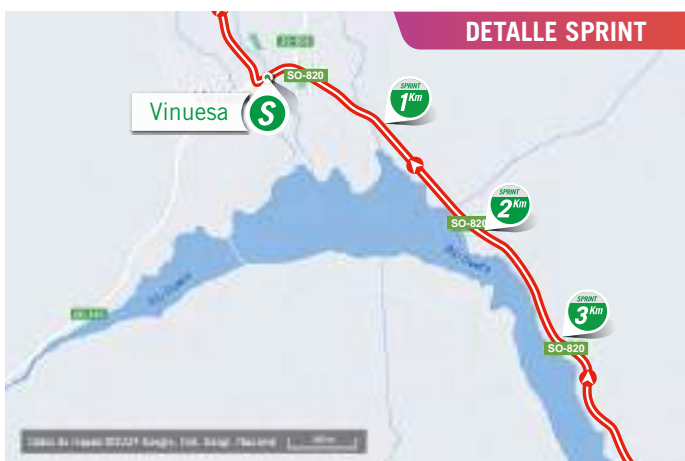 DETALLE SPRINT
SO-820
SPRINT
1Km
Vinuesa
S
SO-820
SPRINT
2Km
SPRINT
3Km
SO-820